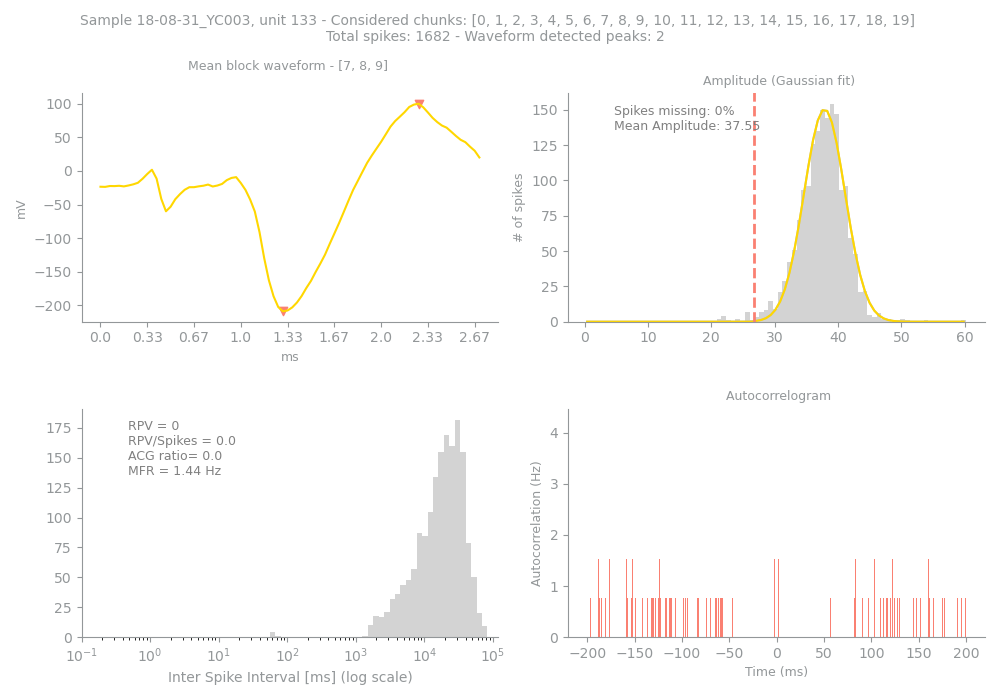 Sample 18-08-31_YC003, unit 133 - Considered chunks: [0, 1, 2, 3, 4, 5, 6, 7, 8, 9, 10, 11, 12, 13, 14, 15, 16, 17, 18, 19]
Total spikes: 1682 - Waveform detected peaks: 2
Mean block waveform - [7, 8, 9]
100
50
0
−50
−100
−150
−200
mV
0.0 0.33 0.67 1.0 1.33 1.67 2.0 2.33 2.67
ms
Amplitude (Gaussian fit)
Spikes missing: 0%
Mean Amplitude: 37.55
150
125
100
75
50
25
0
# of spikes
0 10 20 30 40 50 60
RPV = 0
RPV/Spikes = 0.0
ACG ratio= 0.0
MFR = 1.44 Hz
175
150
125
100
75
50
25
0
10⁻¹ 10⁰ 10¹ 10² 10³ 10⁴ 10⁵
Inter Spike Interval [ms] (log scale)
Autocorrelogram
4
3
2
1
0
Autocorrelation (Hz)
−200 −150 −100 −50 0 50 100 150 200
Time (ms)